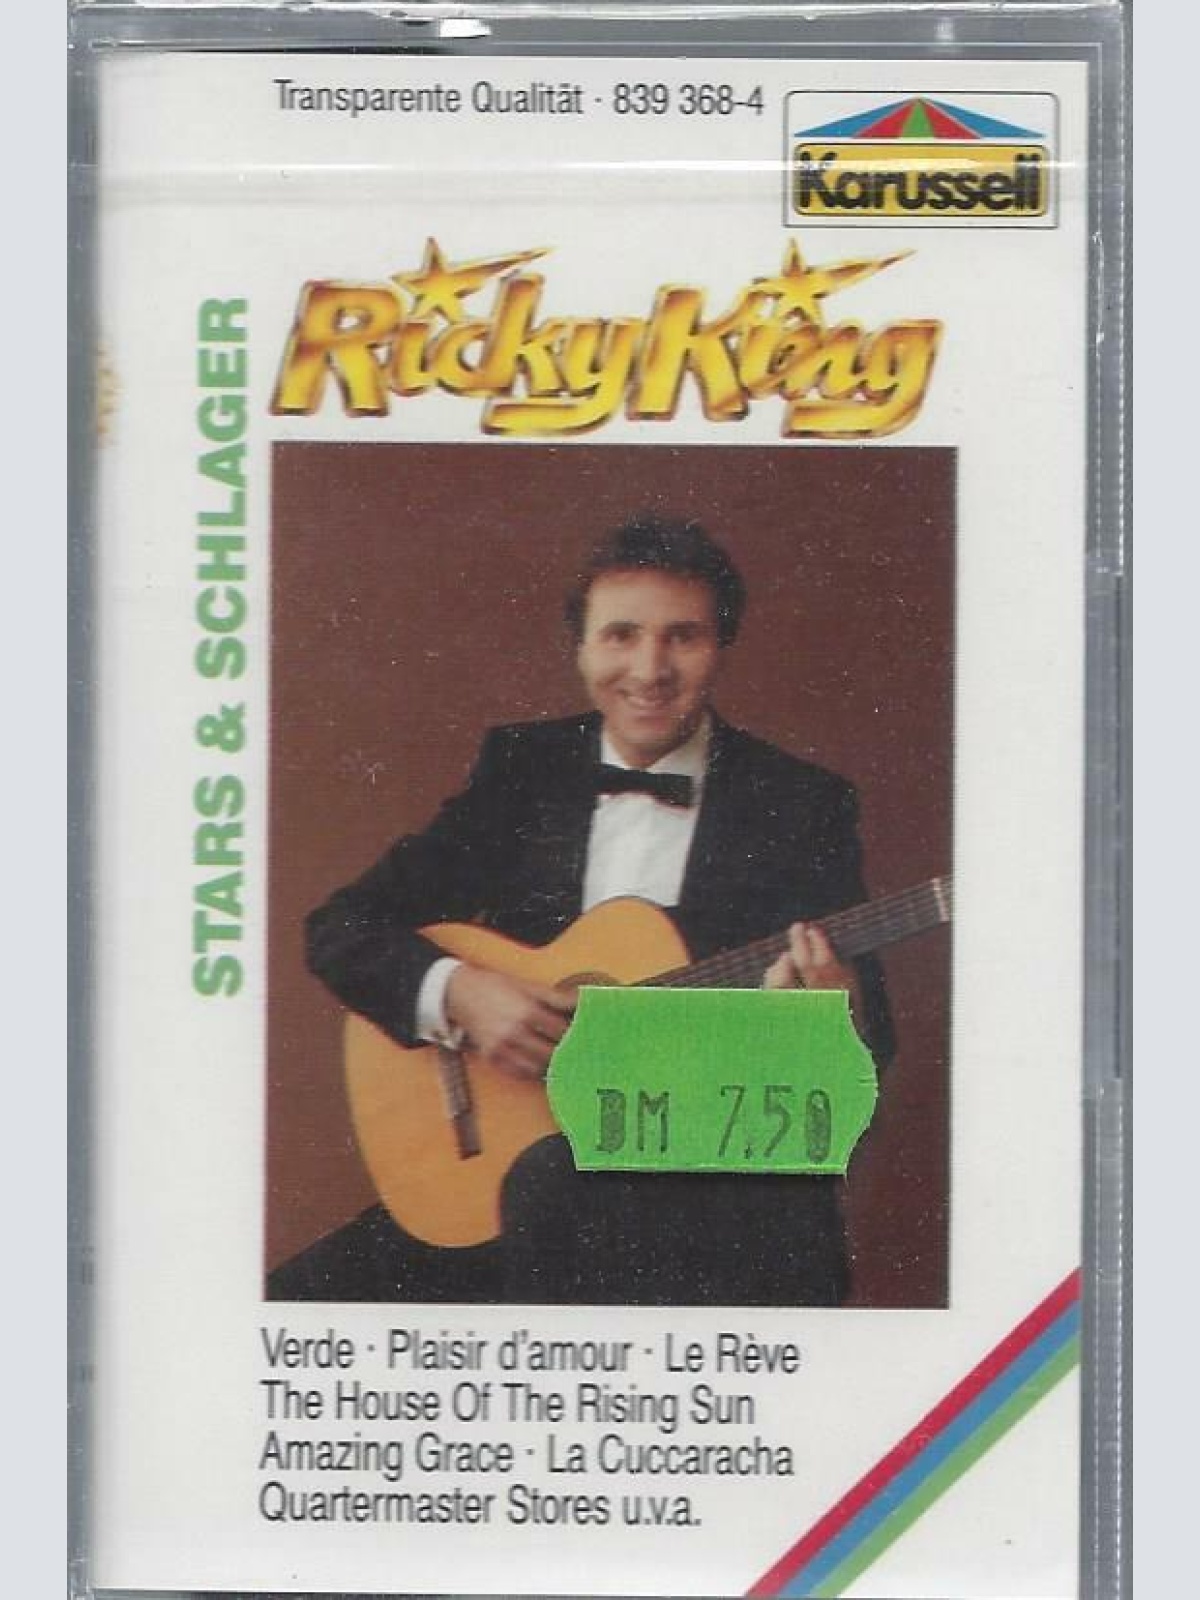 Transparente Qualität · 839 368-4
Karussell
Ricky King
STARS & SCHLAGER
DM 7.50
Verde · Plaisir d'amour · Le Rève
The House Of The Rising Sun
Amazing Grace · La Cuccaracha
Quartermaster Stores u.v.a.